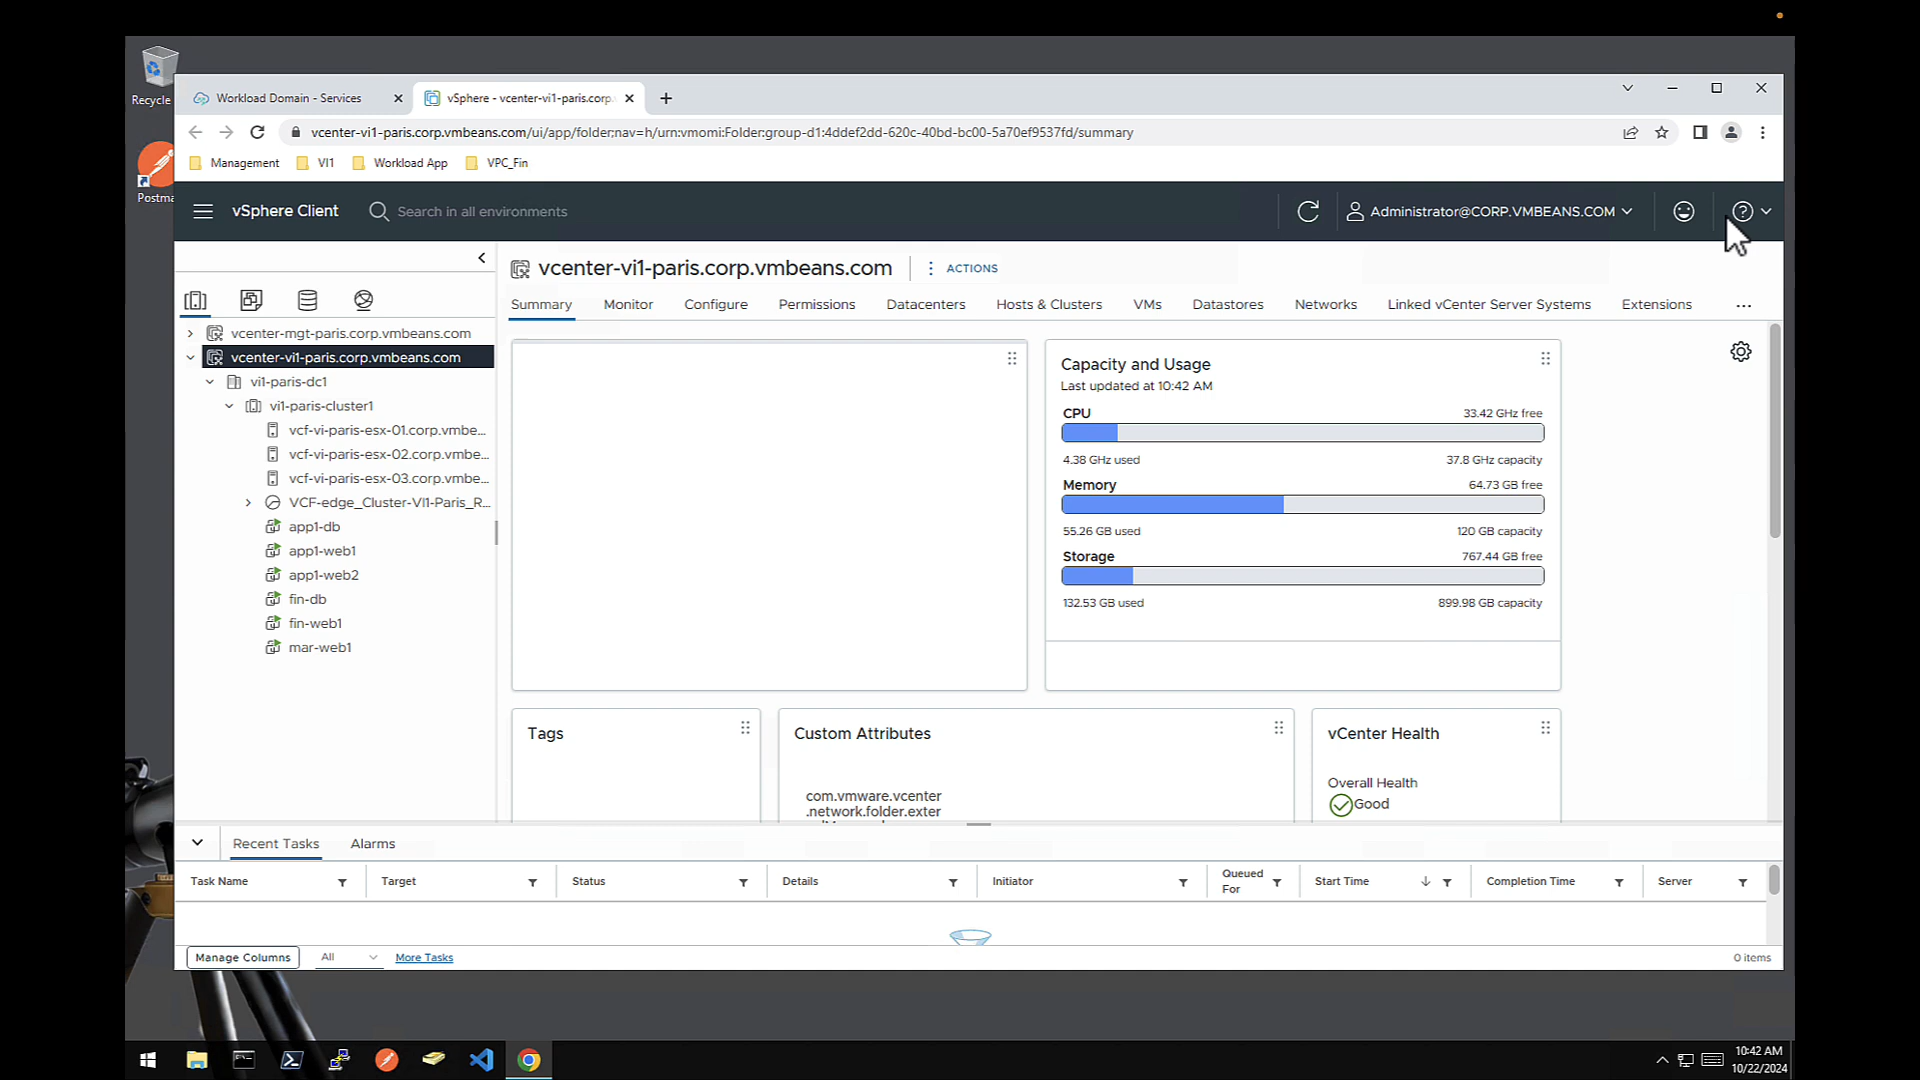 Recycle
Postma
Workload Domain - Services
vSphere - vcenter-vi1-paris.corp.
vcenter-vi1-paris.corp.vmbeans.com/ui/app/folder;nav=h/urn:vmomi:Folder:group-d1:4ddef2dd-620c-40bd-bc00-5a70ef9537fd/summary
Management
VI1
Workload App
VPC_Fin
vSphere Client
Search in all environments
Administrator@CORP.VMBEANS.COM
vcenter-mgt-paris.corp.vmbeans.com
vcenter-vi1-paris.corp.vmbeans.com
vi1-paris-dc1
vi1-paris-cluster1
vcf-vi-paris-esx-01.corp.vmbe...
vcf-vi-paris-esx-02.corp.vmbe...
vcf-vi-paris-esx-03.corp.vmbe...
VCF-edge_Cluster-VI1-Paris_R...
app1-db
app1-web1
app1-web2
fin-db
fin-web1
mar-web1
vcenter-vi1-paris.corp.vmbeans.com
ACTIONS
Summary
Monitor
Configure
Permissions
Datacenters
Hosts & Clusters
VMs
Datastores
Networks
Linked vCenter Server Systems
Extensions
...
Capacity and Usage
Last updated at 10:42 AM
CPU
33.42 GHz free
4.38 GHz used
37.8 GHz capacity
Memory
64.73 GB free
55.26 GB used
120 GB capacity
Storage
767.44 GB free
132.53 GB used
899.98 GB capacity
Tags
Custom Attributes
com.vmware.vcenter
.network.folder.exter
vCenter Health
Overall Health
Good
Recent Tasks
Alarms
Task Name
Target
Status
Details
Initiator
Queued
For
Start Time
Completion Time
Server
Manage Columns
All
More Tasks
0 items
10:42 AM
10/22/2024